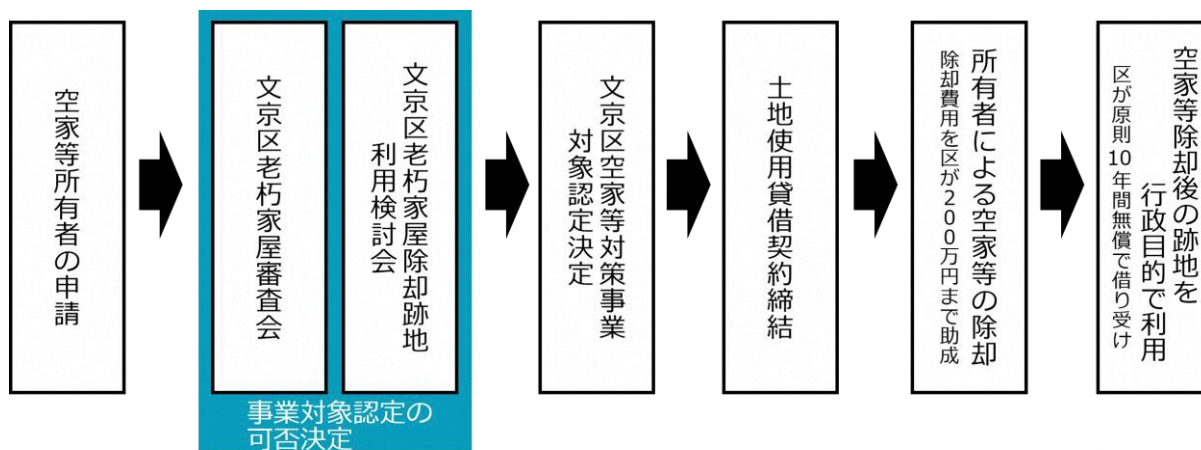 空家等所有者の申請
文京区老朽家屋審査会
文京区老朽家屋除却跡地
利用検討会
事業対象認定の
可否決定
文京区空家等対策事業
対象認定決定
土地使用貸借契約締結
所有者による空家等の除却
除却費用を区が200万円まで助成
空家等除却後の跡地を
行政目的で利用
区が原則10年間無償で借り受け